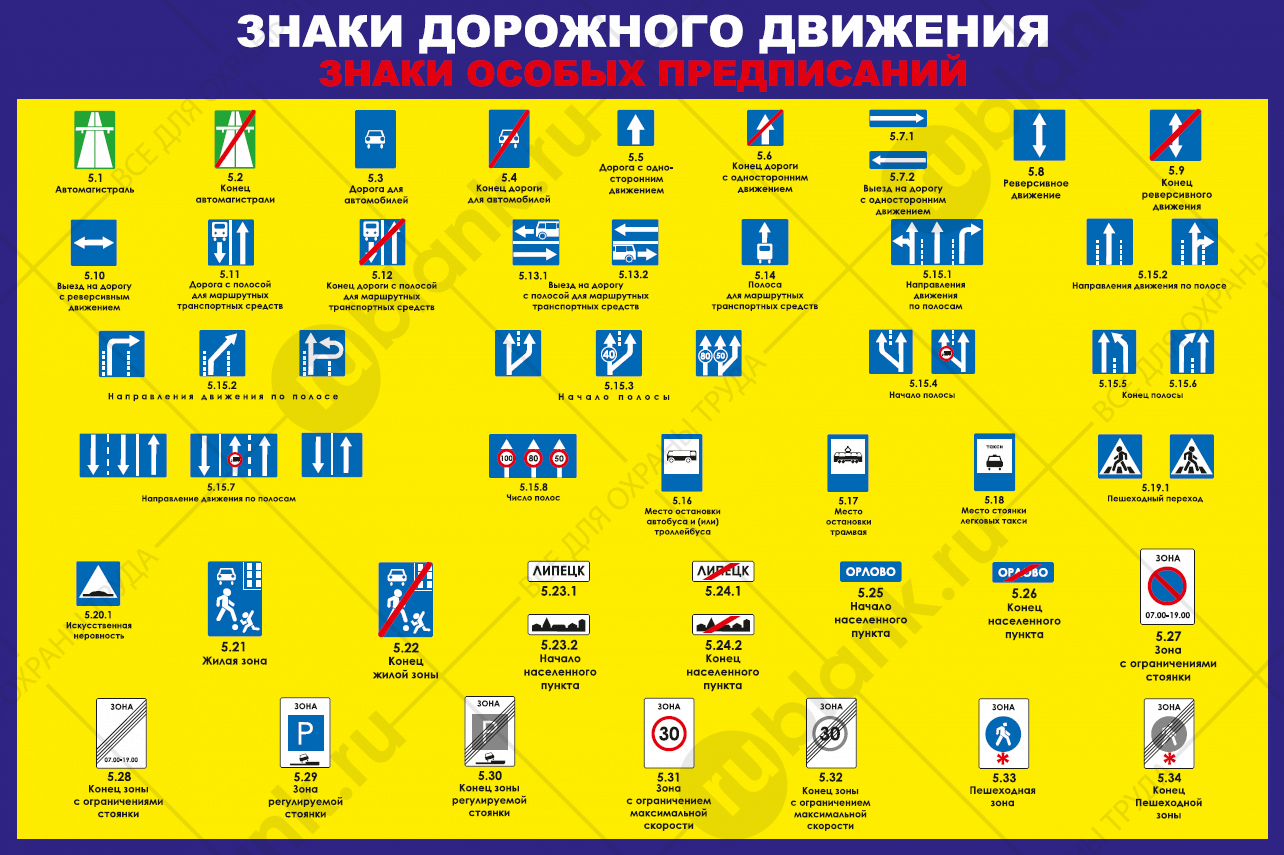 ЗНАКИ ДОРОЖНОГО ДВИЖЕНИЯ
ЗНАКИ ОСОБЫХ ПРЕДПИСАНИЙ
5.1
Автомагистраль
5.2
Конец
автомагистрали
5.3
Дорога для
автомобилей
5.4
Конец дороги
для автомобилей
5.5
Дорога с одно-
сторонним
движением
5.6
Конец дороги
с односторонним
движением
5.7.1
5.7.2
Выезд на дорогу
с односторонним
движением
5.8
Реверсивное
движение
5.9
Конец
реверсивного
движения
5.10
Выезд на дорогу
с реверсивным
движением
5.11
Дорога с полосой
для маршрутных
транспортных средств
5.12
Конец дороги с полосой
для маршрутных
транспортных средств
5.13.1
5.13.2
Выезд на дорогу
с полосой для маршрутных
транспортных средств
5.14
Полоса
для маршрутных
транспортных средств
5.15.1
Направления
движения
по полосам
5.15.2
Направления движения по полосе
5.15.2
Направления движения по полосе
40
80
50
5.15.3
Начало полосы
5.15.4
Начало полосы
5.15.5
5.15.6
Конец полосы
5.15.7
Направление движения по полосам
100
80
50
5.15.8
Число полос
5.16
Место остановки
автобуса и (или)
троллейбуса
5.17
Место
остановки
трамвая
ТАКСИ
5.18
Место стоянки
легковых такси
5.19.1
Пешеходный переход
5.20.1
Искусственная
неровность
5.21
Жилая зона
5.22
Конец
жилой зоны
ЛИПЕЦК
5.23.1
5.23.2
Начало
населенного
пункта
ЛИПЕЦК
5.24.1
5.24.2
Конец
населенного
пункта
ОРЛОВО
5.25
Начало
населенного
пункта
ОРЛОВО
5.26
Конец
населенного
пункта
ЗОНА
07.00-19.00
5.27
Зона
с ограничениями
стоянки
ЗОНА
07.00-19.00
5.28
Конец зоны
с ограничениями
стоянки
ЗОНА
P
5.29
Зона
регулируемой
стоянки
ЗОНА
P
5.30
Конец зоны
регулируемой
стоянки
ЗОНА
30
5.31
Зона
с ограничением
максимальной
скорости
ЗОНА
30
5.32
Конец зоны
с ограничением
максимальной
скорости
ЗОНА
*
5.33
Пешеходная
зона
ЗОНА
*
5.34
Конец
Пешеходной
зоны
rublank.ru
ВСЕ ДЛЯ ОХРАНЫ ТРУДА